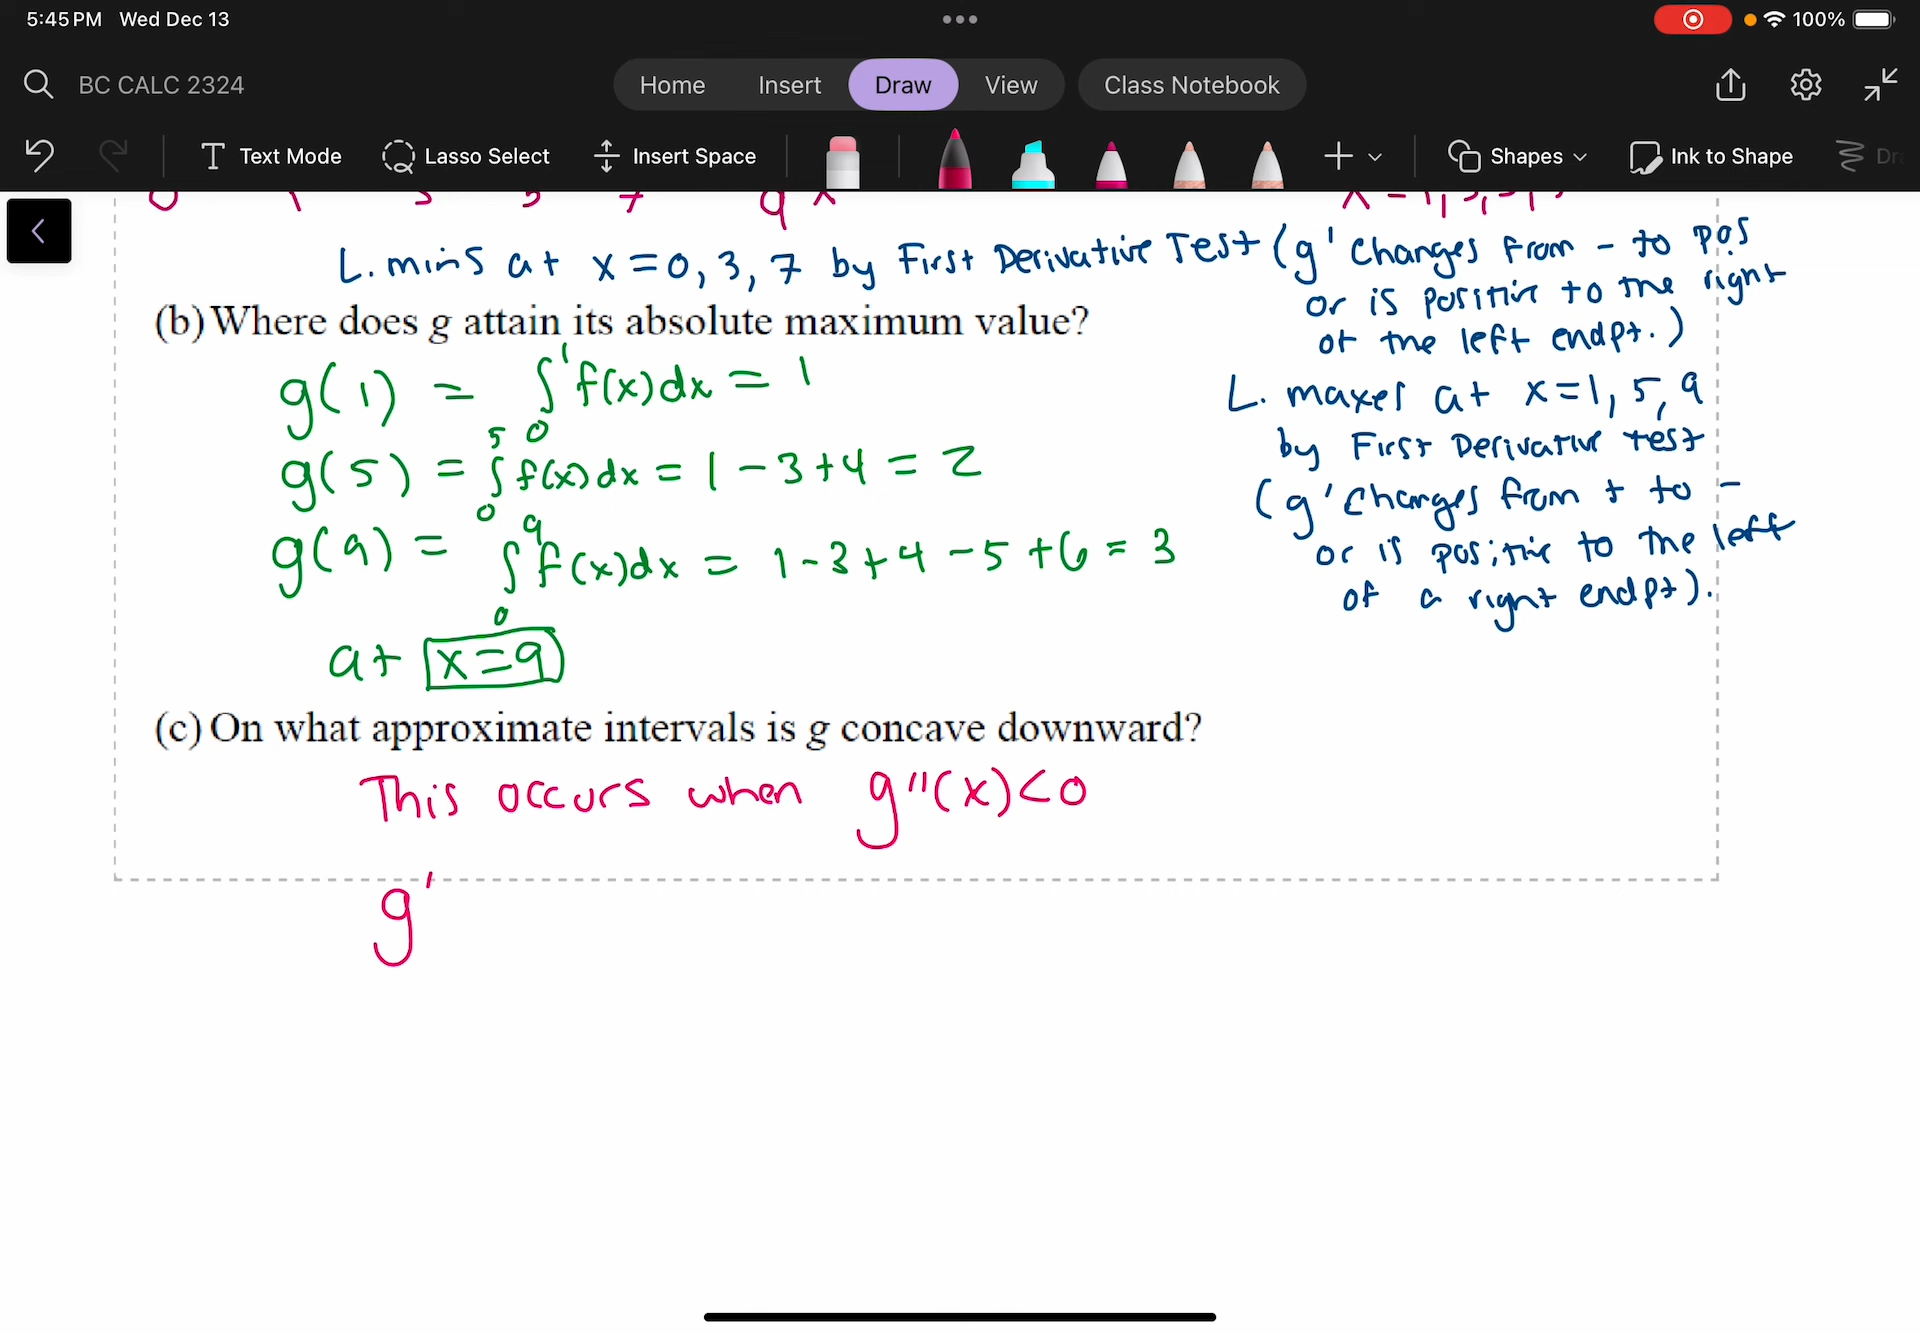 5:45 PM Wed Dec 13
100%
BC CALC 2324
Home Insert Draw View Class Notebook
Text Mode Lasso Select Insert Space Shapes Ink to Shape Dr
L. mins at x=0, 3, 7 by First Derivative Test (g' changes from - to pos
or is positive to the right
of the left endpt.)
(b) Where does g attain its absolute maximum value?
g(1) = ∫₀¹ f(x)dx = 1
g(5) = ∫₀⁵ f(x)dx = 1-3+4 = 2
g(9) = ∫₀⁹ f(x)dx = 1-3+4-5+6 = 3
at x=9
L. maxes at x=1, 5, 9
by First Derivative test
(g' changes from + to -
or is positive to the left
of a right endpt).
(c) On what approximate intervals is g concave downward?
This occurs when g''(x)<0
g'